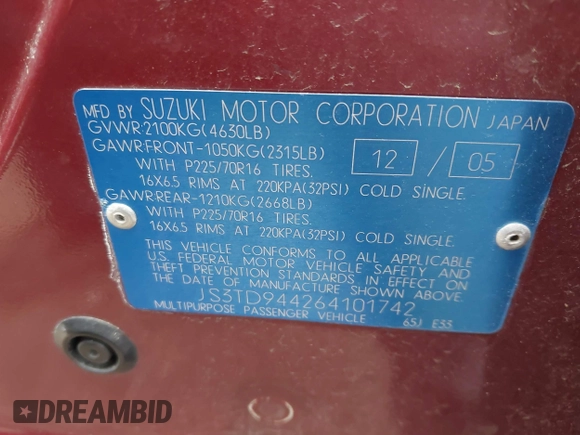 MFD BY SUZUKI MOTOR CORPORATION JAPAN
GVWR:2100KG(4630LB)
GAWR:FRONT-1050KG(2315LB) 12 / 05
WITH P225/70R16 TIRES.
16X6.5 RIMS AT 220KPA(32PSI) COLD SINGLE.
GAWR:REAR-1210KG(2668LB)
WITH P225/70R16 TIRES.
16X6.5 RIMS AT 220KPA(32PSI) COLD SINGLE.
THIS VEHICLE CONFORMS TO ALL APPLICABLE
U.S. FEDERAL MOTOR VEHICLE SAFETY AND
THEFT PREVENTION STANDARDS IN EFFECT ON
THE DATE OF MANUFACTURE SHOWN ABOVE.
JS3TD944264101742
MULTIPURPOSE PASSENGER VEHICLE 65J E33
DREAMBID